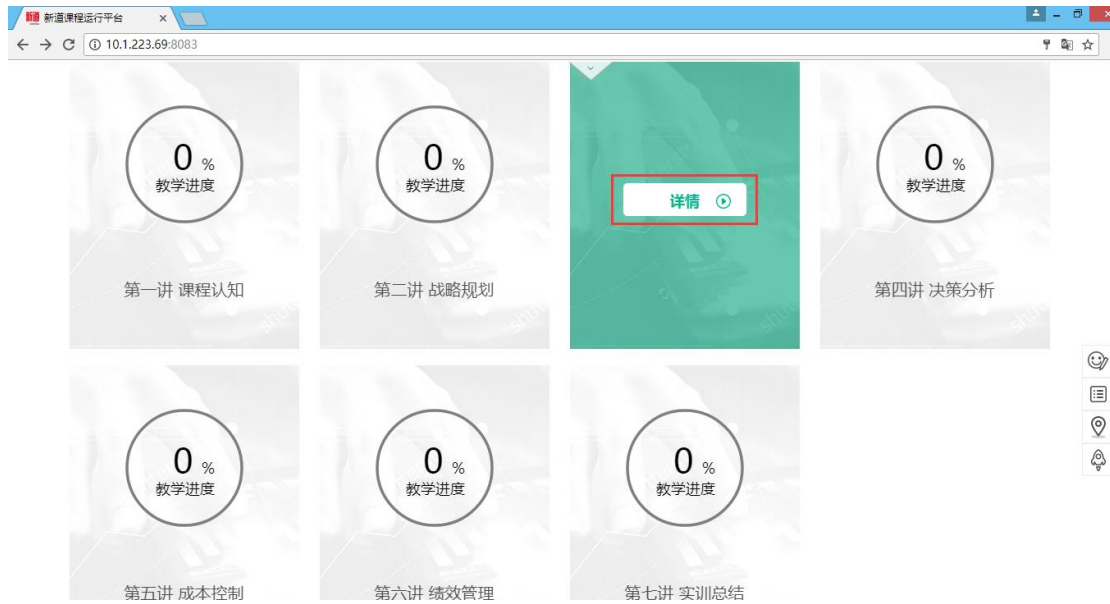 新道 新道课程运行平台
10.1.223.69:8083
0 %
教学进度
第一讲 课程认知
0 %
教学进度
第二讲 战略规划
详情
0 %
教学进度
第四讲 决策分析
0 %
教学进度
第五讲 成本控制
0 %
教学进度
第六讲 绩效管理
0 %
教学进度
第七讲 实训总结